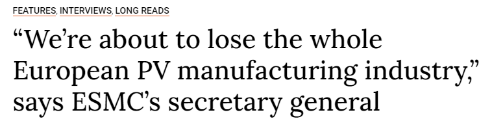 FEATURES, INTERVIEWS, LONG READS
“We’re about to lose the whole
European PV manufacturing industry,”
says ESMC’s secretary general